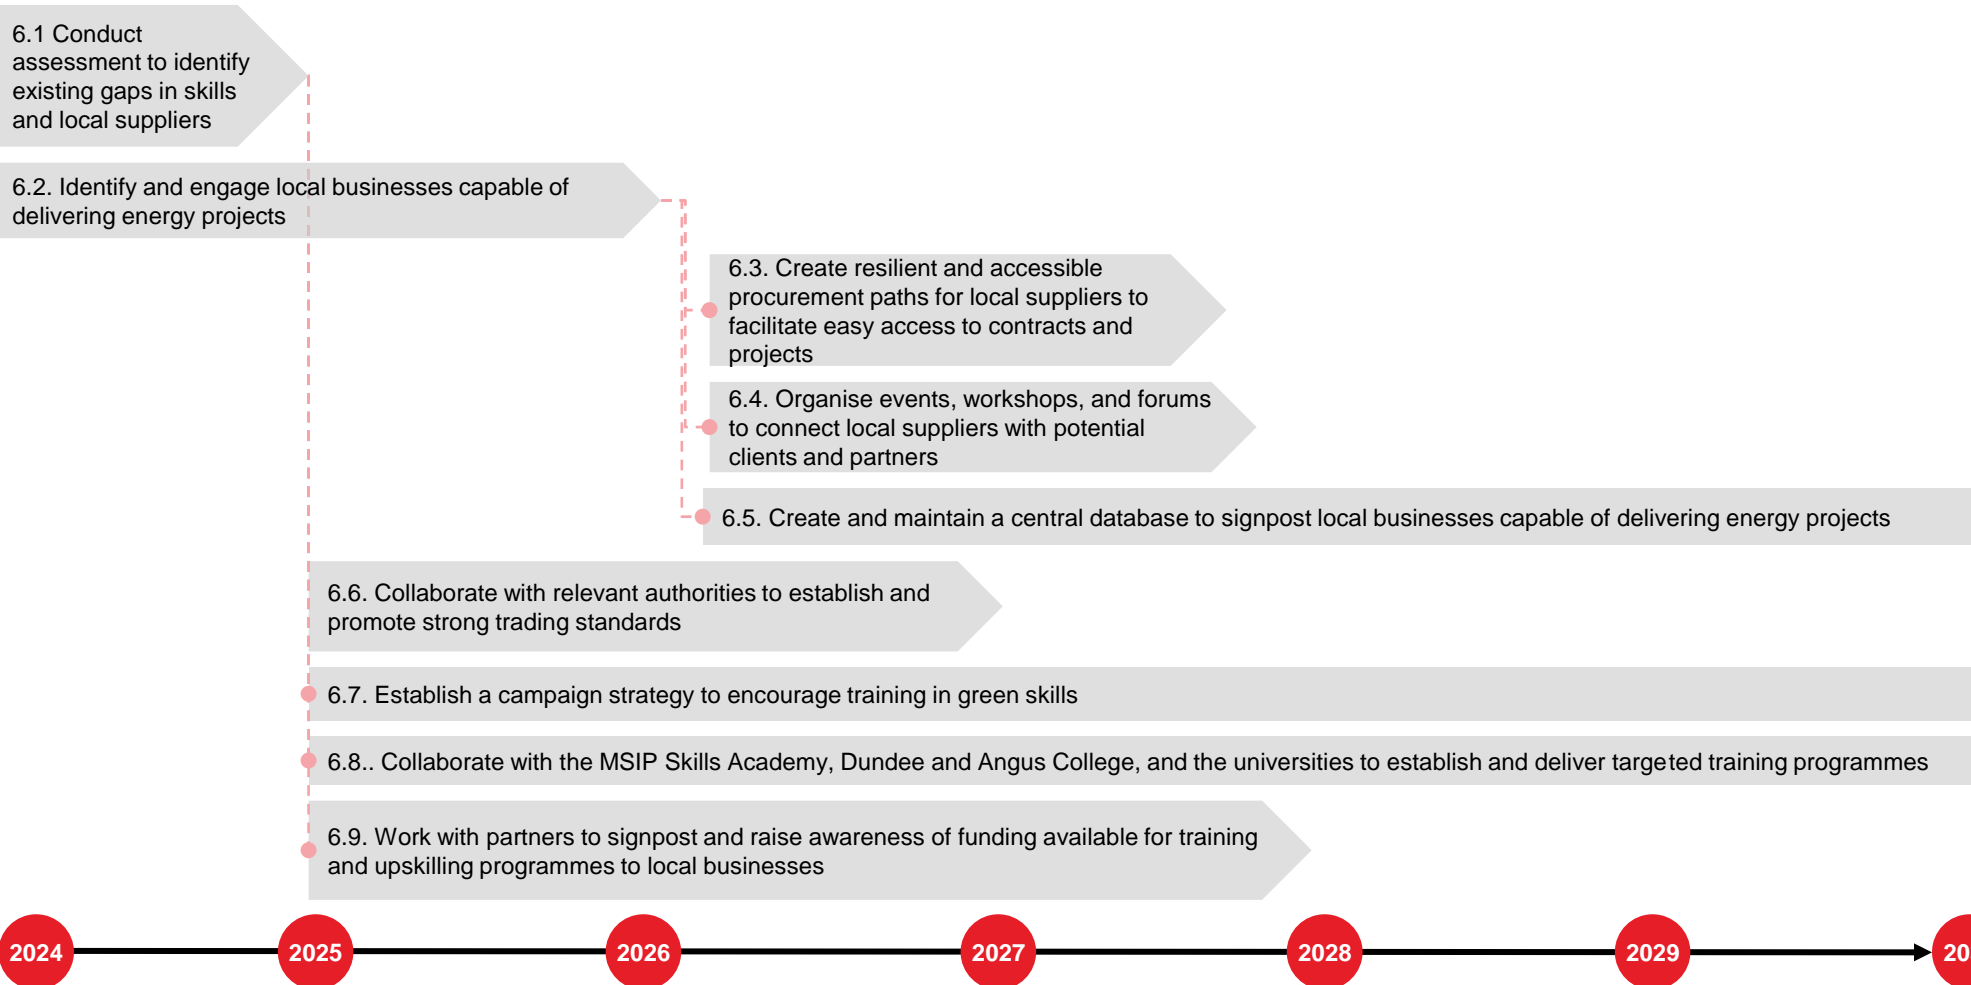 6.1 Conduct
assessment to identify
existing gaps in skills
and local suppliers
6.2. Identify and engage local businesses capable of
delivering energy projects
6.3. Create resilient and accessible
procurement paths for local suppliers to
facilitate easy access to contracts and
projects
6.4. Organise events, workshops, and forums
to connect local suppliers with potential
clients and partners
6.5. Create and maintain a central database to signpost local businesses capable of delivering energy projects
6.6. Collaborate with relevant authorities to establish and
promote strong trading standards
6.7. Establish a campaign strategy to encourage training in green skills
6.8.. Collaborate with the MSIP Skills Academy, Dundee and Angus College, and the universities to establish and deliver targeted training programmes
6.9. Work with partners to signpost and raise awareness of funding available for training
and upskilling programmes to local businesses
2024 2025 2026 2027 2028 2029